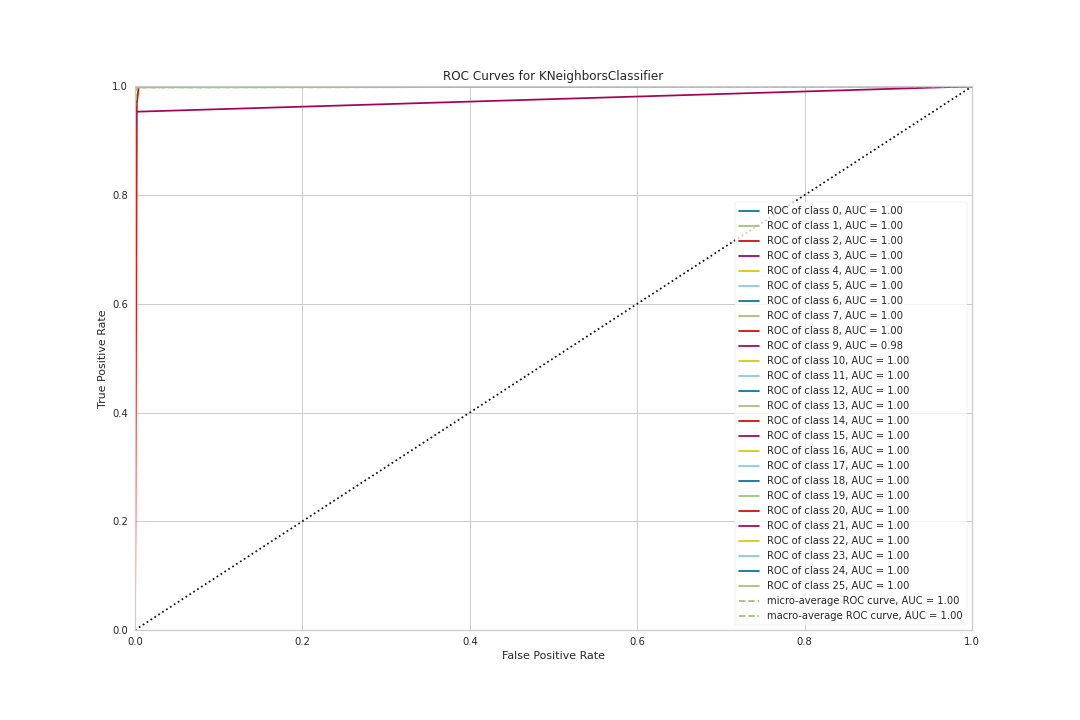 ROC Curves for KNeighborsClassifier
1.0
0.8
0.6
0.4
0.2
0.0
True Positive Rate
ROC of class 0, AUC = 1.00
ROC of class 1, AUC = 1.00
ROC of class 2, AUC = 1.00
ROC of class 3, AUC = 1.00
ROC of class 4, AUC = 1.00
ROC of class 5, AUC = 1.00
ROC of class 6, AUC = 1.00
ROC of class 7, AUC = 1.00
ROC of class 8, AUC = 1.00
ROC of class 9, AUC = 0.98
ROC of class 10, AUC = 1.00
ROC of class 11, AUC = 1.00
ROC of class 12, AUC = 1.00
ROC of class 13, AUC = 1.00
ROC of class 14, AUC = 1.00
ROC of class 15, AUC = 1.00
ROC of class 16, AUC = 1.00
ROC of class 17, AUC = 1.00
ROC of class 18, AUC = 1.00
ROC of class 19, AUC = 1.00
ROC of class 20, AUC = 1.00
ROC of class 21, AUC = 1.00
ROC of class 22, AUC = 1.00
ROC of class 23, AUC = 1.00
ROC of class 24, AUC = 1.00
ROC of class 25, AUC = 1.00
micro-average ROC curve, AUC = 1.00
macro-average ROC curve, AUC = 1.00
0.0 0.2 0.4 0.6 0.8 1.0
False Positive Rate